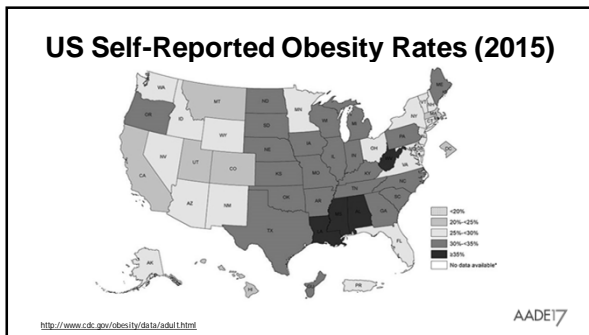 US Self-Reported Obesity Rates (2015)
WA
MT
ND
MN
OR
ID
WY
SD
WI
MI
NY
VT
NH
ME
NV
UT
CO
NE
IA
IL
IN
OH
PA
CA
KS
MO
KY
VA
AZ
NM
OK
AR
TN
NC
SC
TX
LA
MS
AL
GA
FL
AK
HI
PR
<20%
20%-<25%
25%-<30%
30%-<35%
≥35%
No data available*
http://www.cdc.gov/obesity/data/adult.html
AADE17